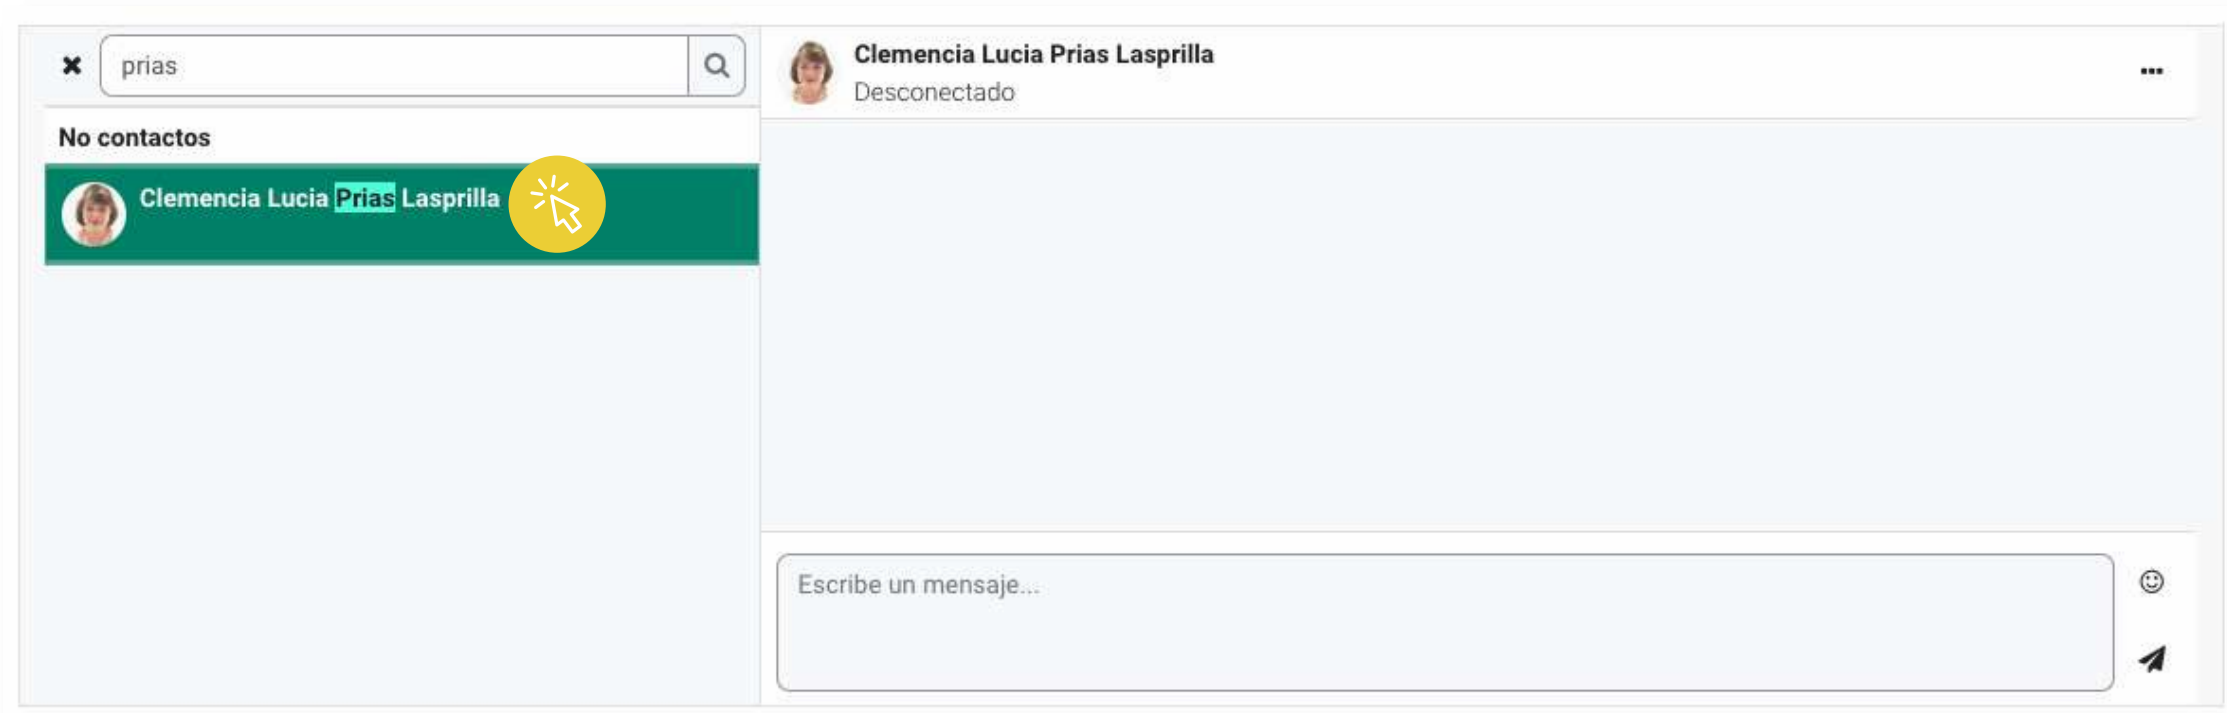 prias
No contactos
Clemencia Lucia Prias Lasprilla
Clemencia Lucia Prias Lasprilla
Desconectado
Escribe un mensaje...